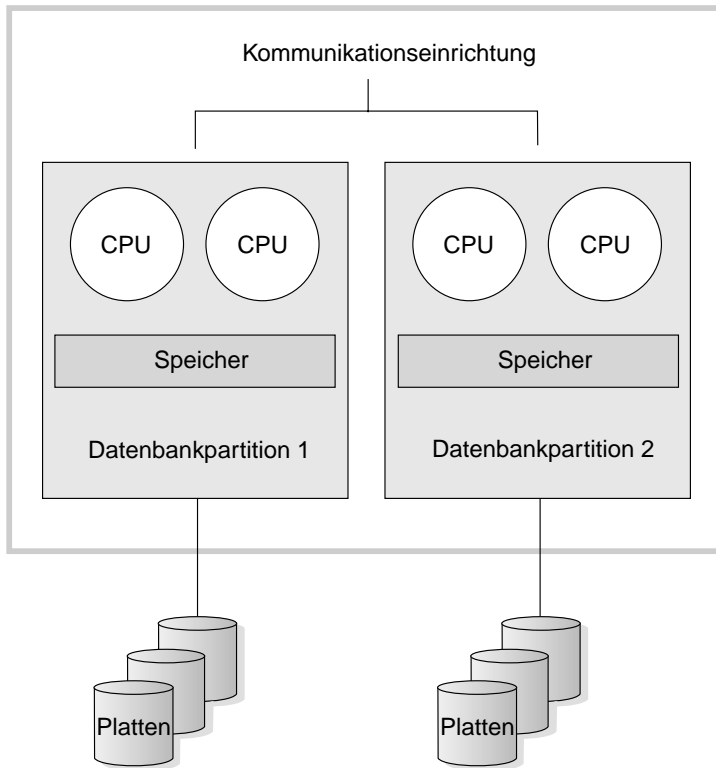 Kommunikationseinrichtung
CPU CPU CPU CPU
Speicher Speicher
Datenbankpartition 1 Datenbankpartition 2
Platten Platten